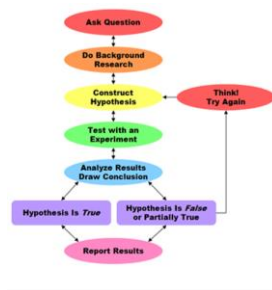 Ask Question
Do Background
Research
Construct
Hypothesis
Think!
Try Again
Test with an
Experiment
Analyze Results
Draw Conclusion
Hypothesis Is True
Hypothesis Is False
or Partially True
Report Results